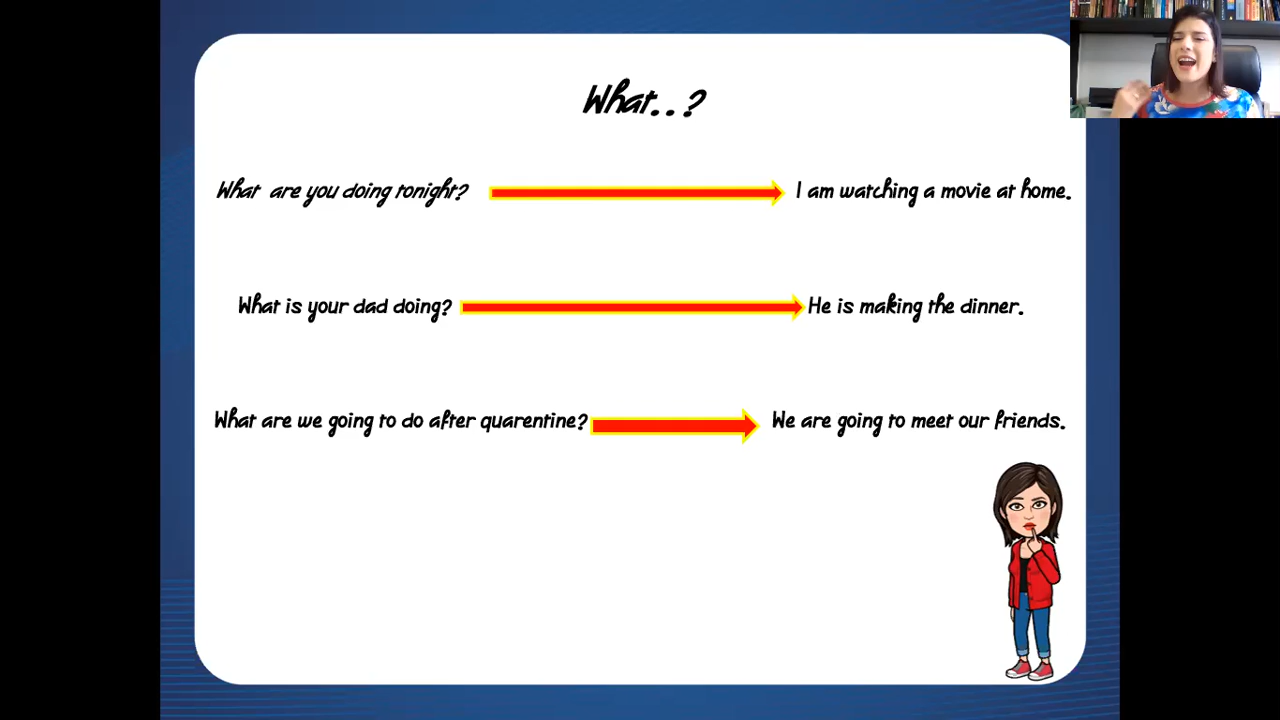 What..?
What are you doing tonight? I am watching a movie at home.
What is your dad doing? He is making the dinner.
What are we going to do after quarentine? We are going to meet our friends.